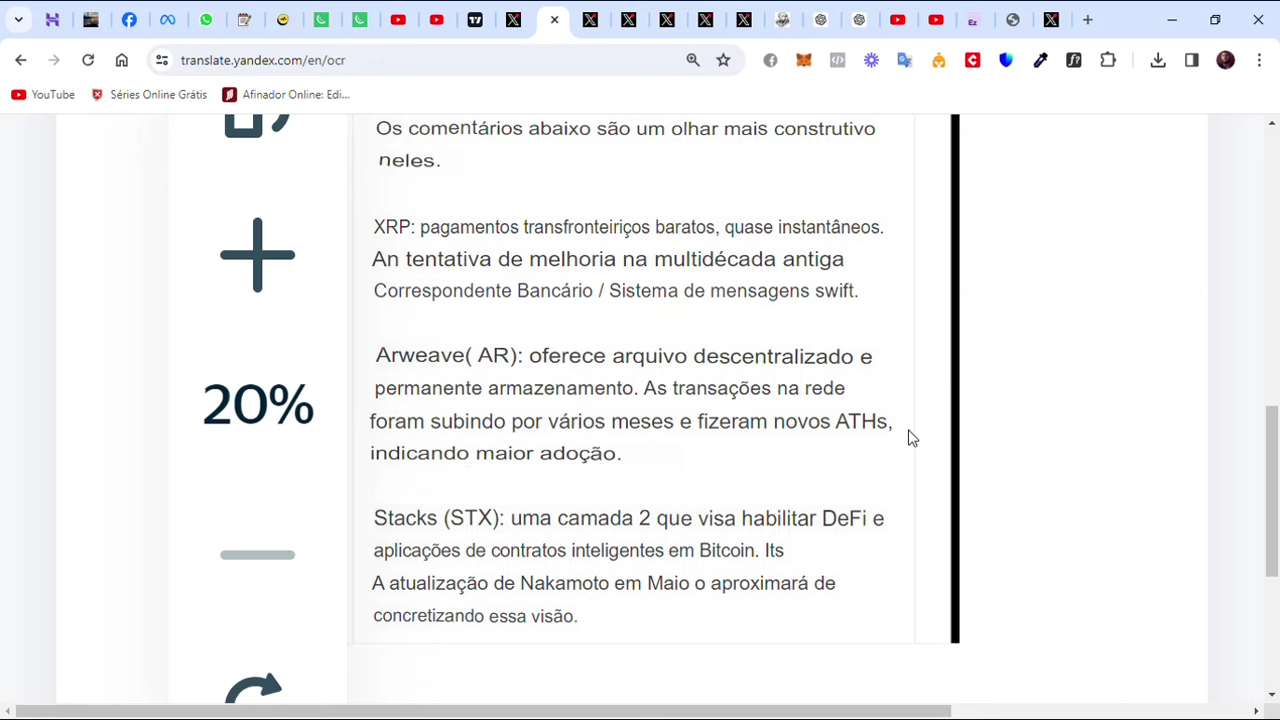 translate.yandex.com/en/ocr
YouTube
Séries Online Grátis
Afinador Online: Edi...
Os comentários abaixo são um olhar mais construtivo
neles.
XRP: pagamentos transfronteiriços baratos, quase instantâneos.
An tentativa de melhoria na multidécada antiga
Correspondente Bancário / Sistema de mensagens swift.
20%
Arweave( AR): oferece arquivo descentralizado e
permanente armazenamento. As transações na rede
foram subindo por vários meses e fizeram novos ATHs,
indicando maior adoção.
Stacks (STX): uma camada 2 que visa habilitar DeFi e
aplicações de contratos inteligentes em Bitcoin. Its
A atualização de Nakamoto em Maio o aproximará de
concretizando essa visão.